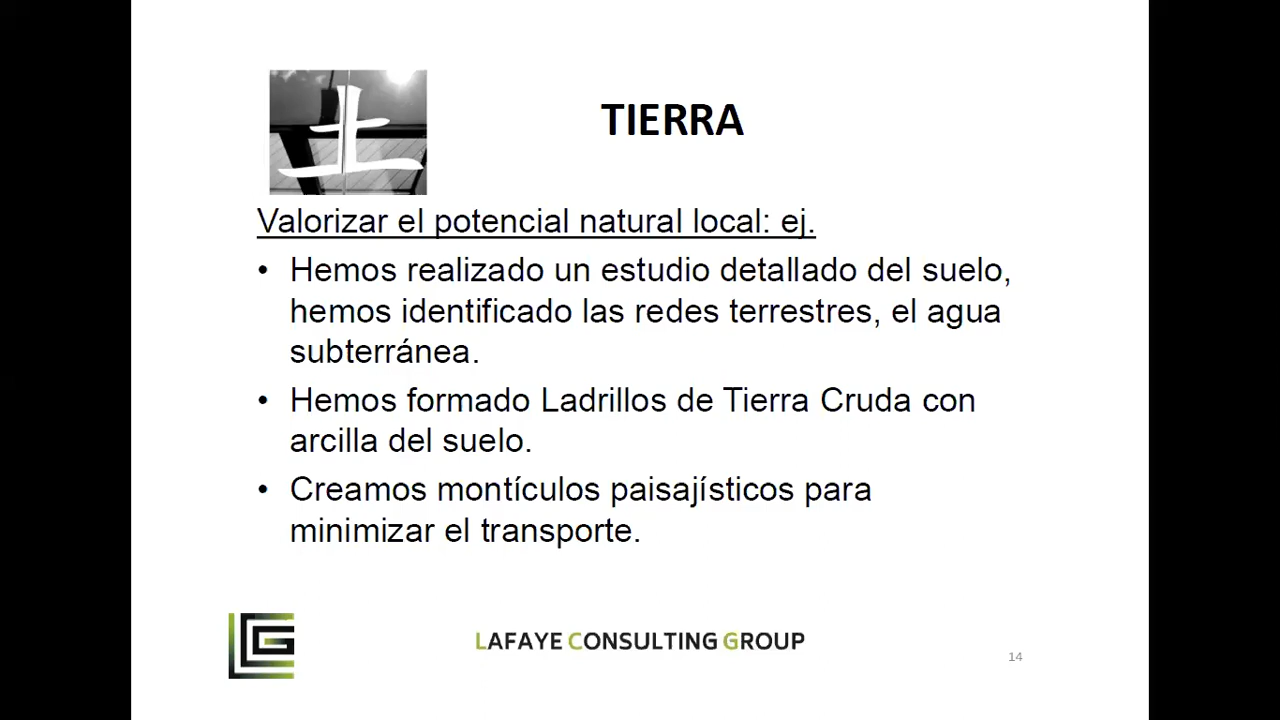 土
TIERRA
Valorizar el potencial natural local: ej.
• Hemos realizado un estudio detallado del suelo,
hemos identificado las redes terrestres, el agua
subterránea.
• Hemos formado Ladrillos de Tierra Cruda con
arcilla del suelo.
• Creamos montículos paisajísticos para
minimizar el transporte.
LCG
LAFAYE CONSULTING GROUP
14